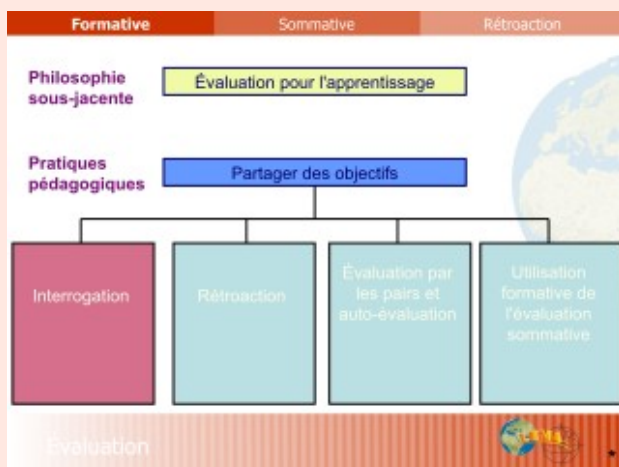 Formative Sommative Rétroaction
Philosophie
sous-jacente
Évaluation pour l'apprentissage
Pratiques
pédagogiques
Partager des objectifs
Interrogation
Rétroaction
Évaluation par
les pairs et
auto-évaluation
Utilisation
formative de
l'évaluation
sommative
Évaluation
LEMA